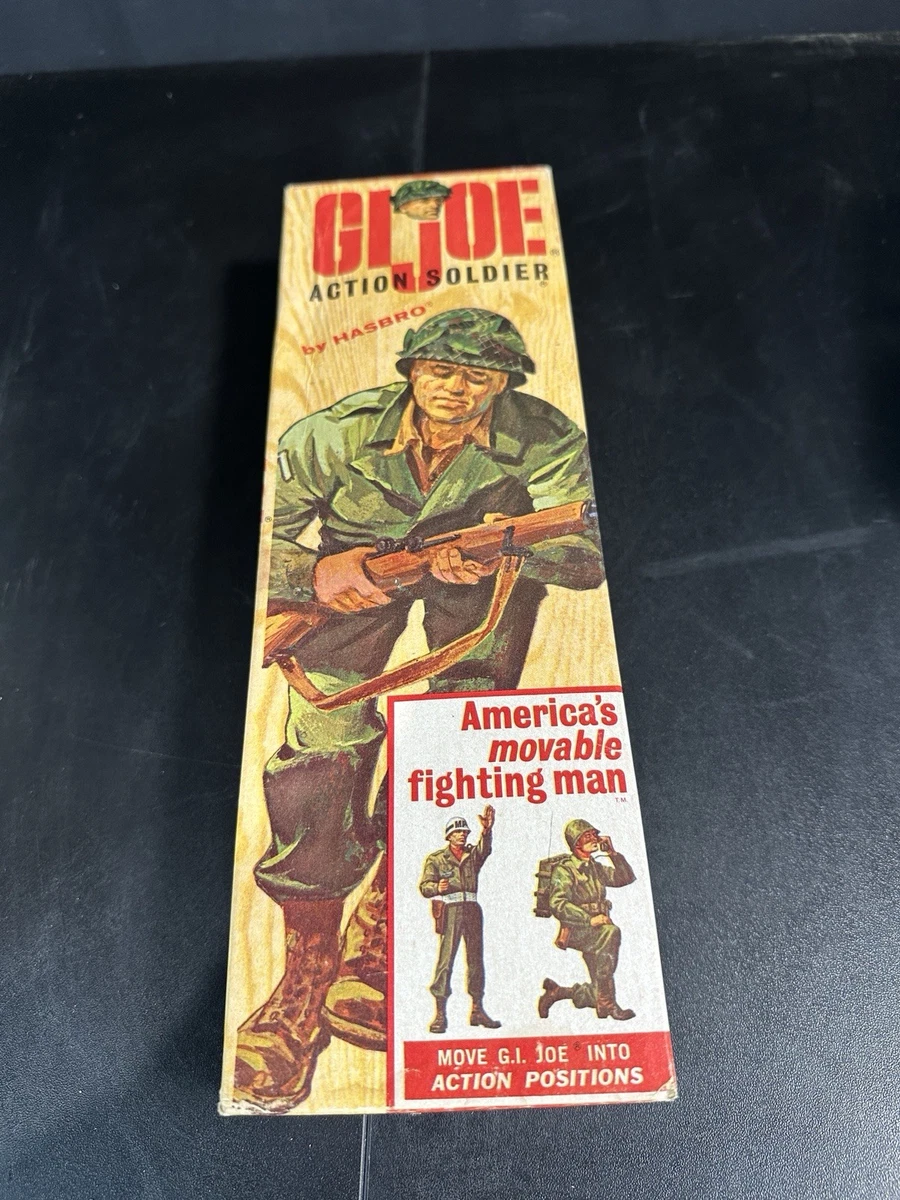 GI JOE®
ACTION SOLDIER®
by HASBRO®
®
America's
movable
fighting man
T.M.
MP
MOVE G.I. JOE® INTO
ACTION POSITIONS